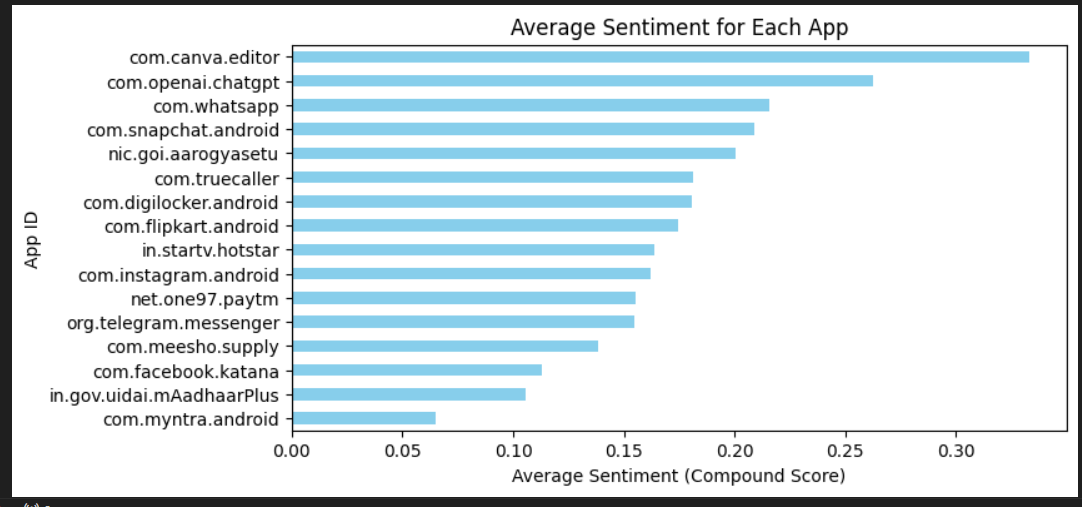 Average Sentiment for Each App
com.canva.editor
com.openai.chatgpt
com.whatsapp
com.snapchat.android
nic.goi.aarogyasetu
com.truecaller
com.digilocker.android
com.flipkart.android
in.startv.hotstar
com.instagram.android
net.one97.paytm
org.telegram.messenger
com.meesho.supply
com.facebook.katana
in.gov.uidai.mAadhaarPlus
com.myntra.android
App ID
0.00 0.05 0.10 0.15 0.20 0.25 0.30
Average Sentiment (Compound Score)